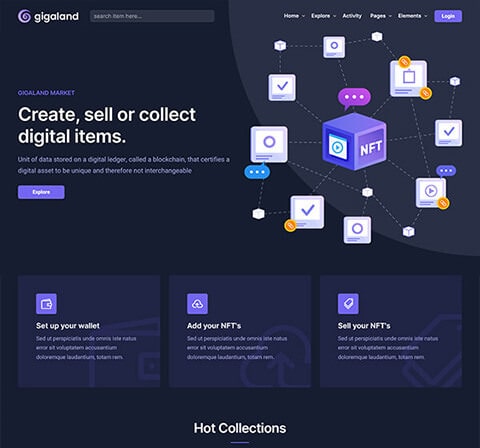 gigaland
search item here...
Home Explore Activity Pages Elements Login
GIGALAND MARKET
Create, sell or collect
digital items.
Unit of data stored on a digital ledger, called a blockchain, that certifies a
digital asset to be unique and therefore not interchangeable
Explore
NFT
Set up your wallet
Sed ut perspiciatis unde omnis iste natus
error sit voluptatem accusantium
doloremque laudantium, totam rem.
Add your NFT's
Sed ut perspiciatis unde omnis iste natus
error sit voluptatem accusantium
doloremque laudantium, totam rem.
Sell your NFT's
Sed ut perspiciatis unde omnis iste natus
error sit voluptatem accusantium
doloremque laudantium, totam rem.
Hot Collections